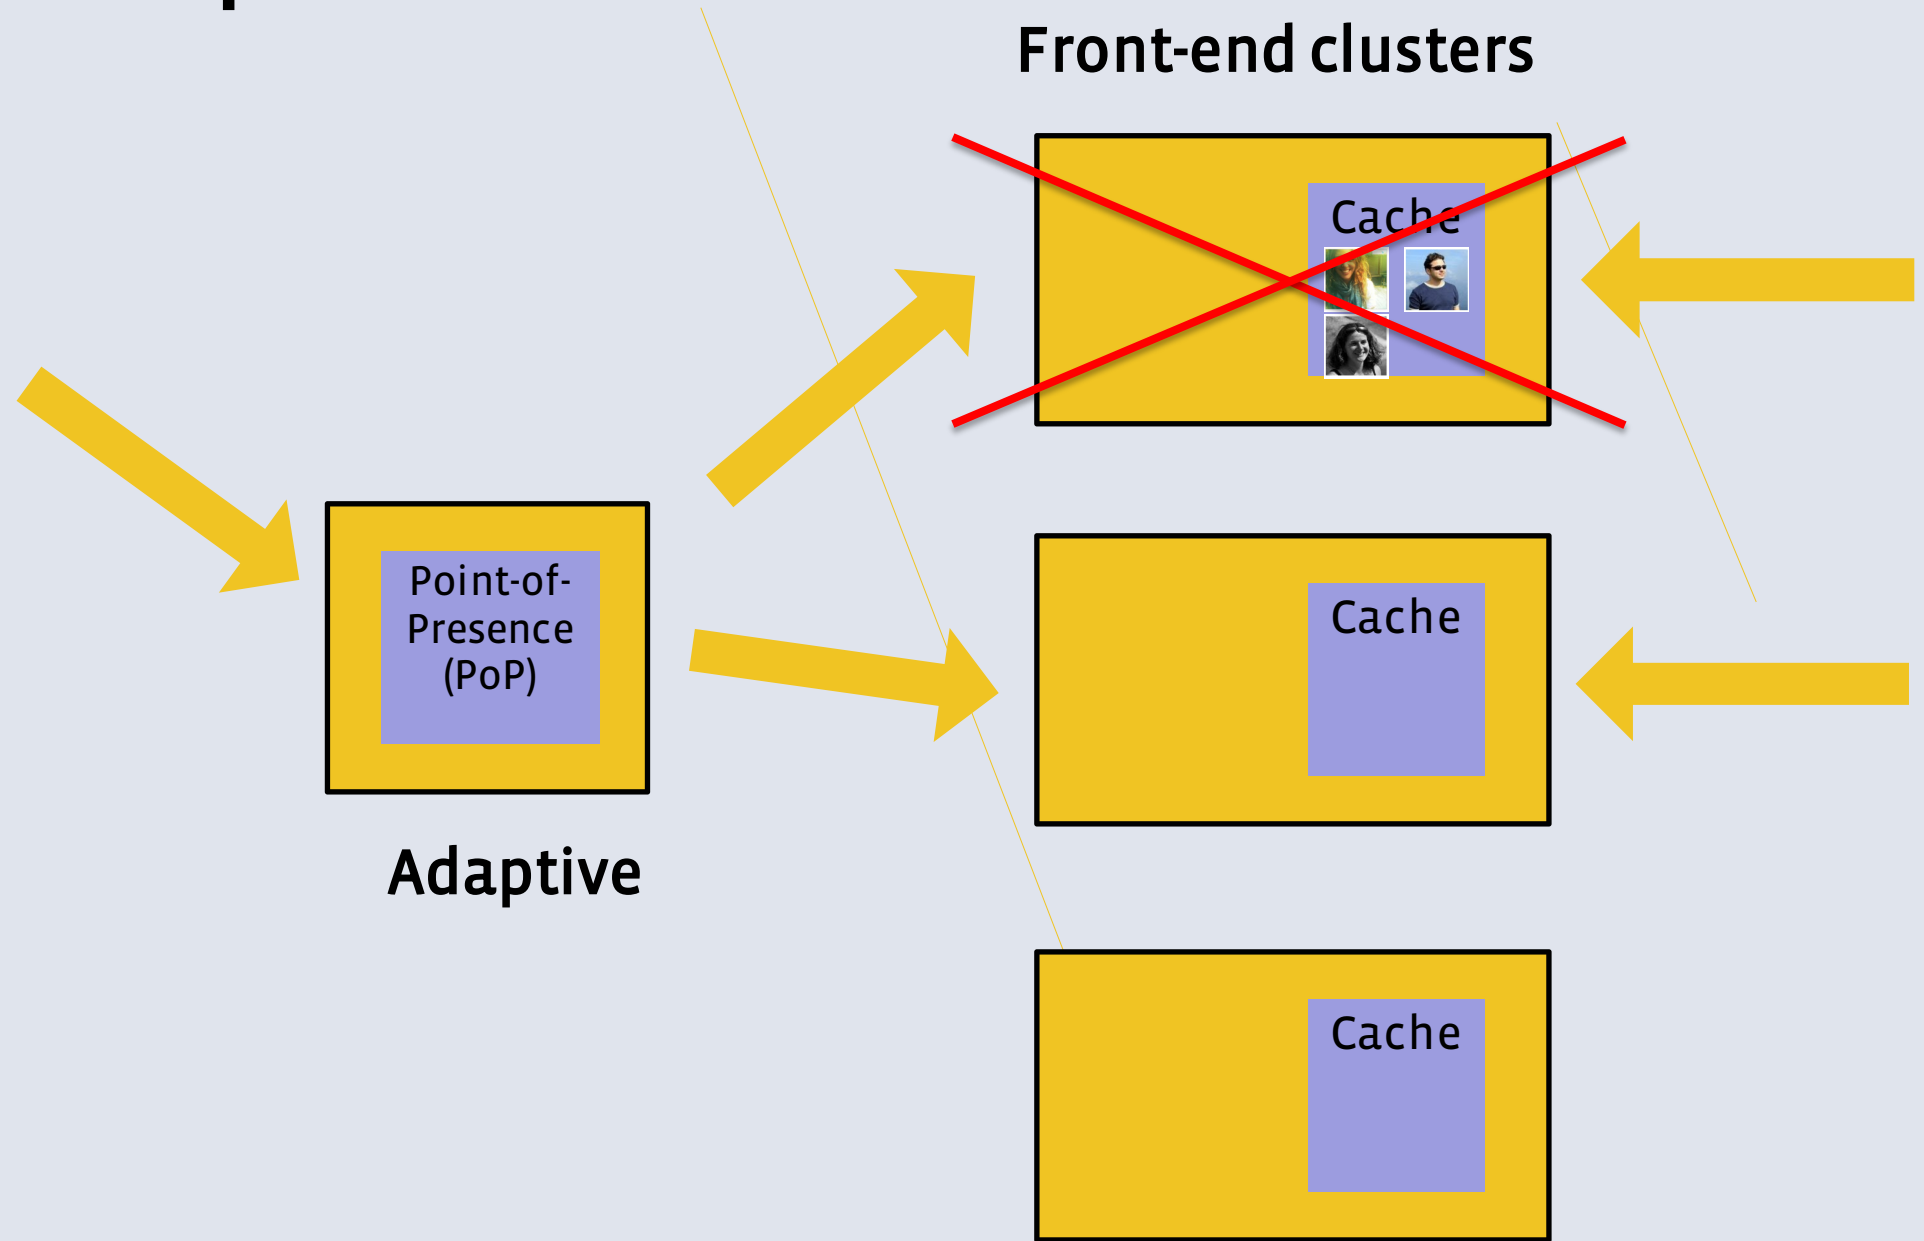 Front-end clusters
Cache
Point-of-
Presence
(PoP)
Cache
Adaptive
Cache